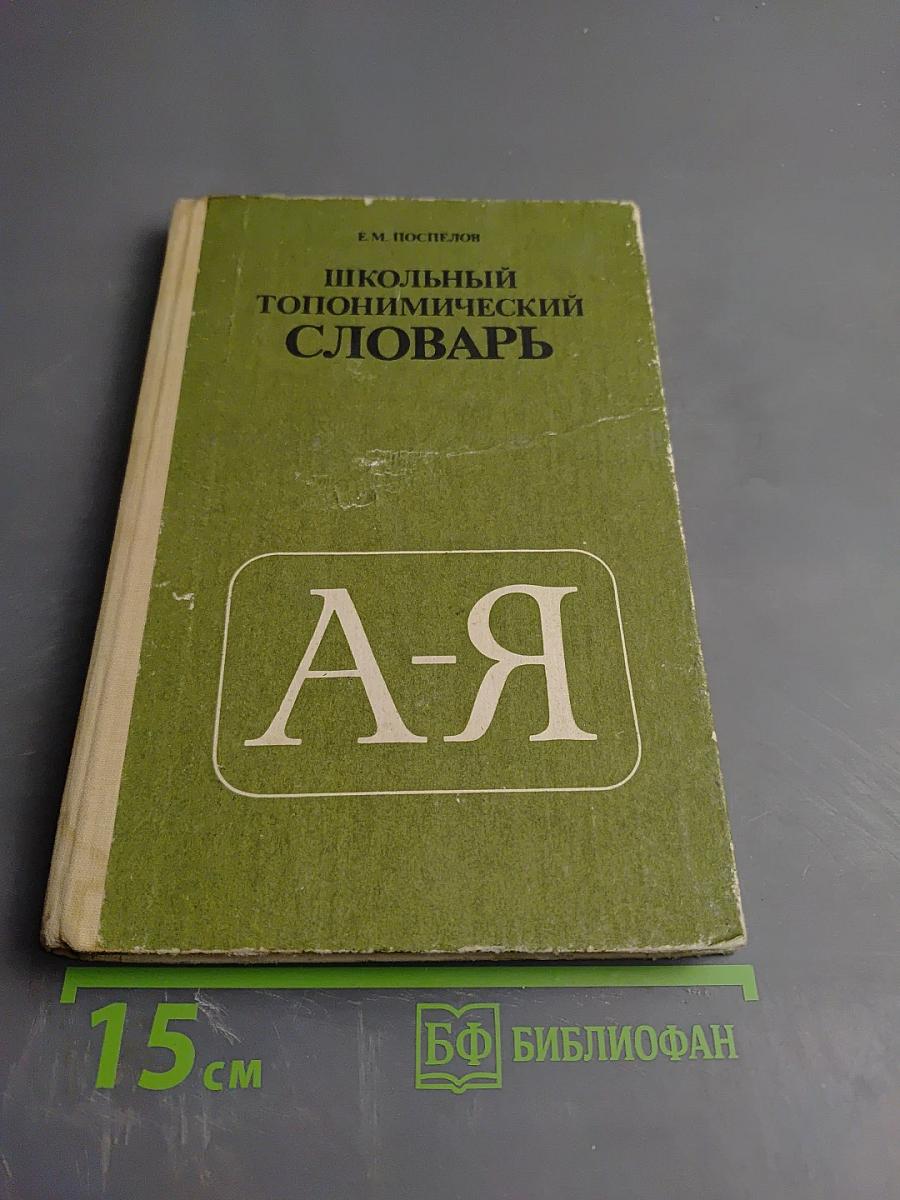 Е. М. ПОСПЕЛОВ
ШКОЛЬНЫЙ
ТОПОНИМИЧЕСКИЙ
СЛОВАРЬ
А-Я
15 см
БФ БИБЛИОФАН